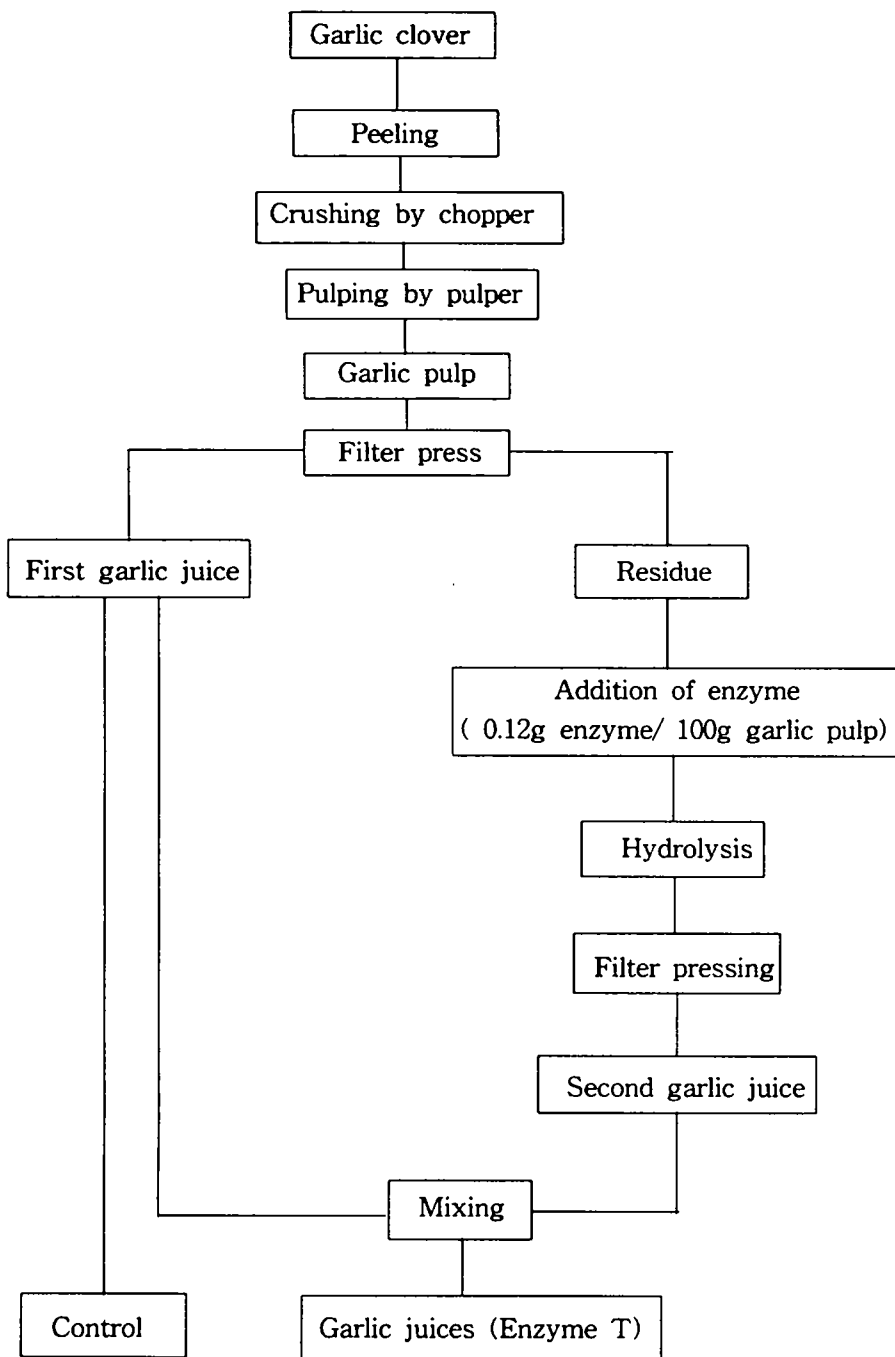 Garlic clover
Peeling
Crushing by chopper
Pulping by pulper
Garlic pulp
Filter press
First garlic juice
Residue
Addition of enzyme
( 0.12g enzyme/ 100g garlic pulp)
Hydrolysis
Filter pressing
Second garlic juice
Mixing
Control
Garlic juices (Enzyme T)